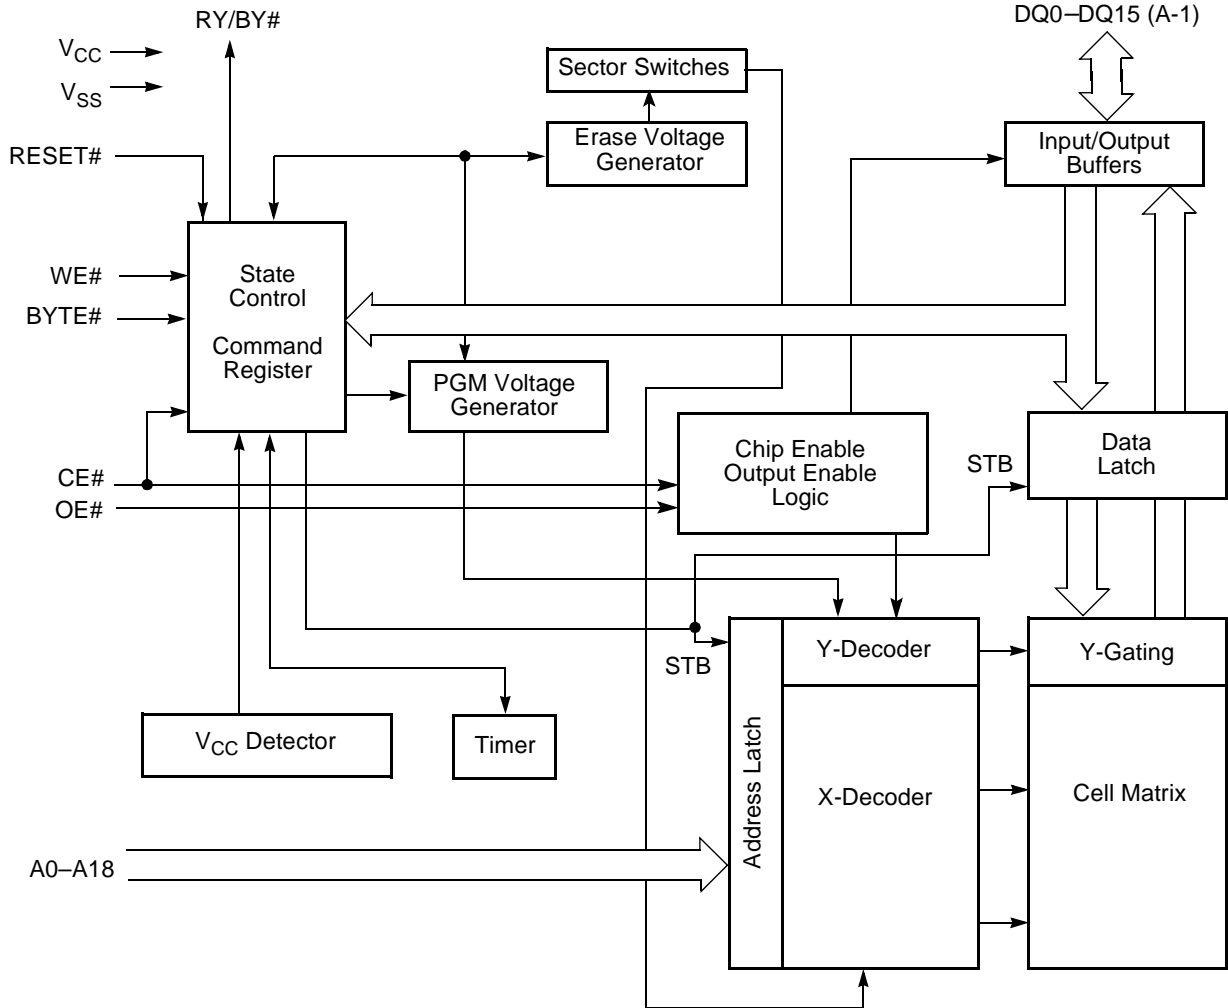 RY/BY#
DQ0–DQ15 (A-1)
VCC
VSS
Sector Switches
RESET#
Erase Voltage
Generator
Input/Output
Buffers
WE#
BYTE#
State
Control
Command
Register
PGM Voltage
Generator
CE#
OE#
Chip Enable
Output Enable
Logic
STB
Data
Latch
STB
Y-Decoder
Y-Gating
VCC Detector
Timer
Address Latch
X-Decoder
Cell Matrix
A0–A18